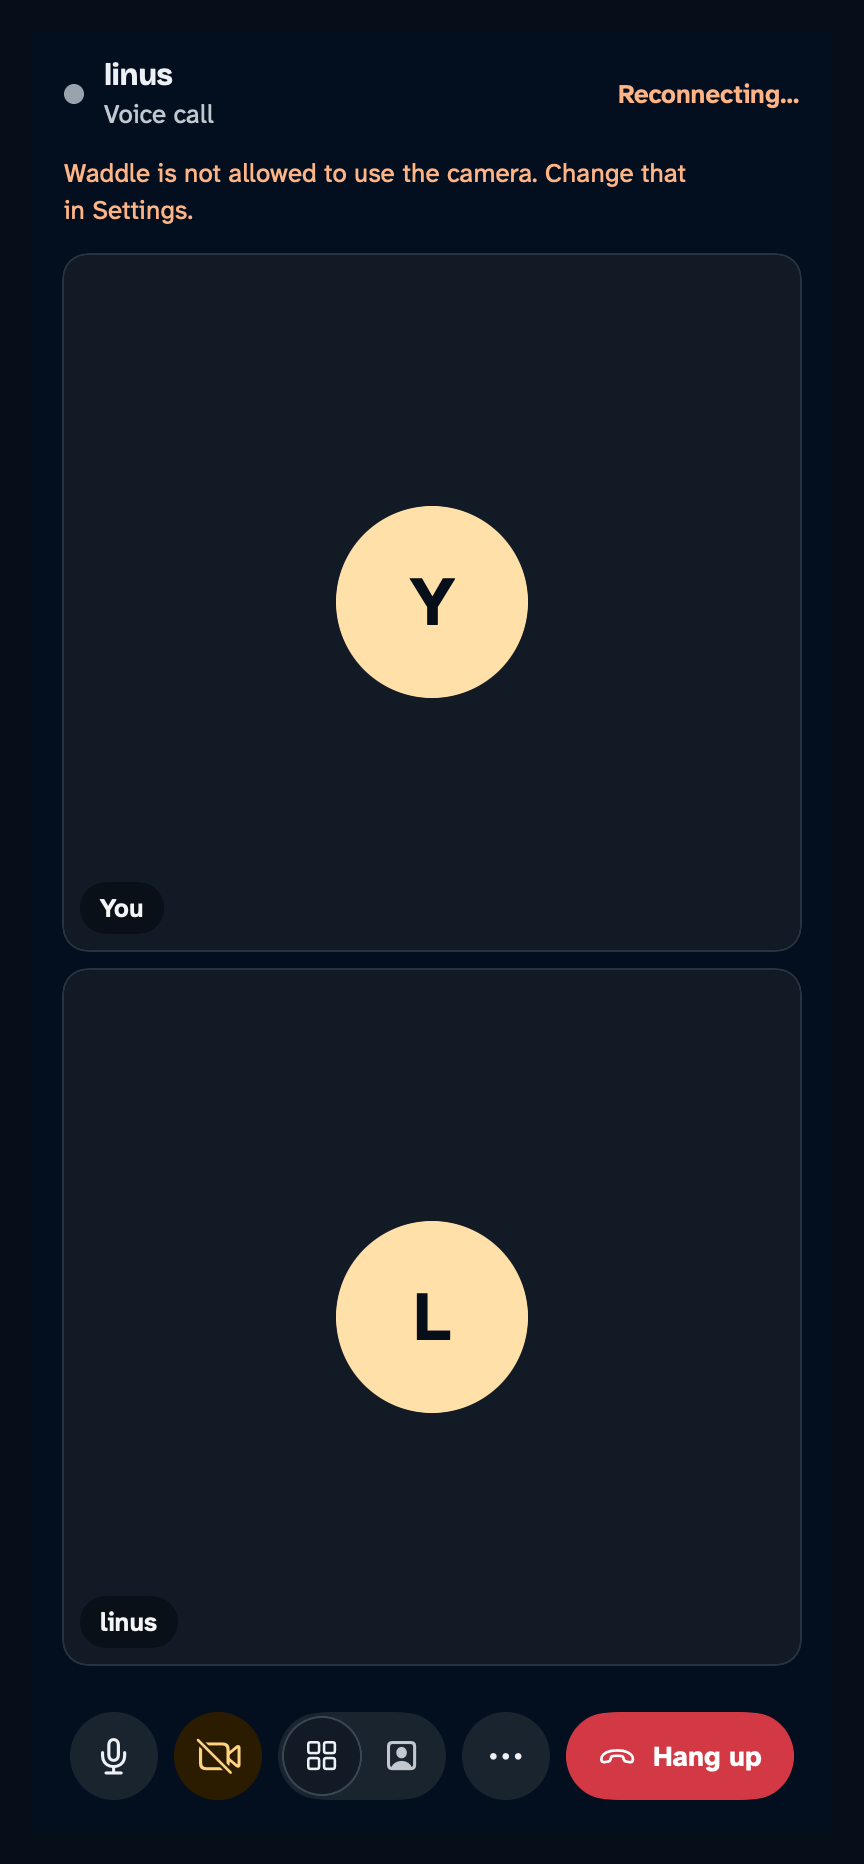 linus
Voice call
Reconnecting...
Waddle is not allowed to use the camera. Change that
in Settings.
Y
You
L
linus
Hang up